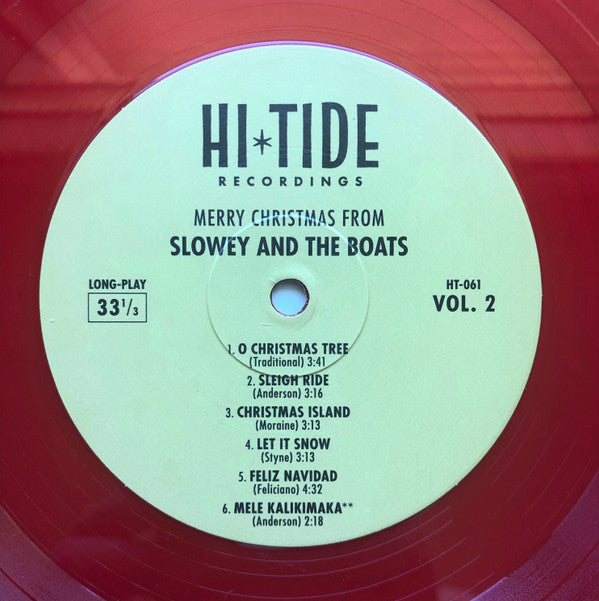 HI*TIDE
RECORDINGS
MERRY CHRISTMAS FROM
SLOWEY AND THE BOATS
LONG-PLAY
33 1/3
HT-061
VOL. 2
1. O CHRISTMAS TREE
(Traditional) 3:41
2. SLEIGH RIDE
(Anderson) 3:16
3. CHRISTMAS ISLAND
(Moraine) 3:13
4. LET IT SNOW
(Styne) 3:13
5. FELIZ NAVIDAD
(Feliciano) 4:32
6. MELE KALIKIMAKA**
(Anderson) 2:18